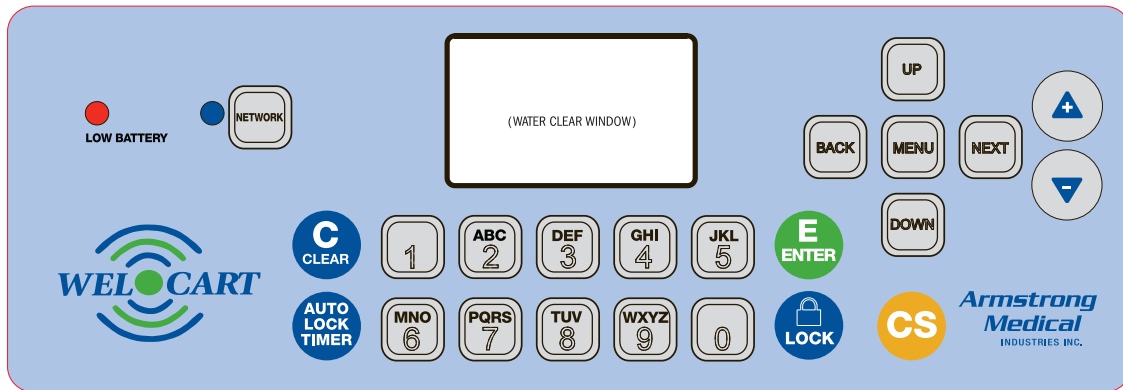 LOW BATTERY
NETWORK
(WATER CLEAR WINDOW)
UP
BACK
MENU
NEXT
DOWN
+
-
WEL CART
C
CLEAR
1
ABC
2
DEF
3
GHI
4
JKL
5
E
ENTER
AUTO
LOCK
TIMER
MNO
6
PQRS
7
TUV
8
WXYZ
9
0
LOCK
CS
Armstrong
Medical
INDUSTRIES INC.